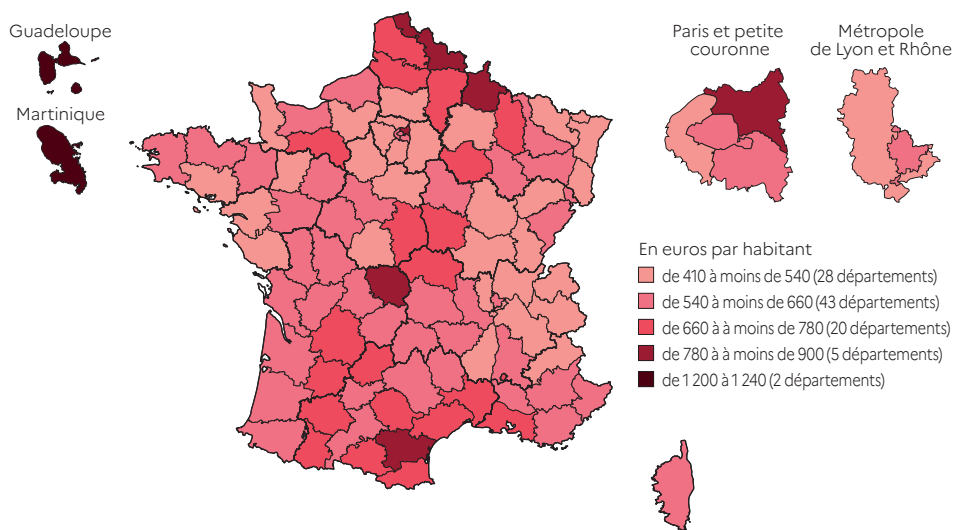 Guadeloupe
Martinique
Paris et petite
couronne
Métropole
de Lyon et Rhône
En euros par habitant
de 410 à moins de 540 (28 départements)
de 540 à moins de 660 (43 départements)
de 660 à à moins de 780 (20 départements)
de 780 à à moins de 900 (5 départements)
de 1 200 à 1 240 (2 départements)